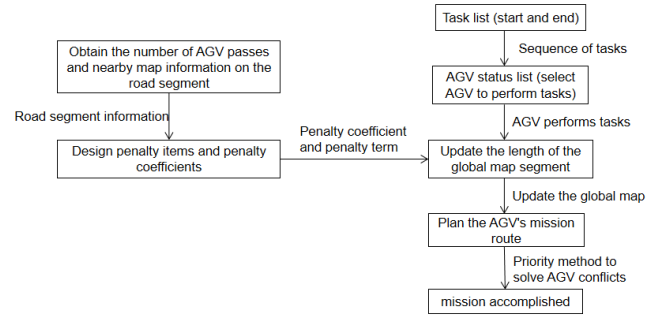 Task list (start and end)
Sequence of tasks
Obtain the number of AGV passes
and nearby map information on the
road segment
AGV status list (select
AGV to perform tasks)
Road segment information
AGV performs tasks
Penalty coefficient
and penalty term
Design penalty items and penalty
coefficients
Update the length of the
global map segment
Update the global map
Plan the AGV's mission
route
Priority method to
solve AGV conflicts
mission accomplished